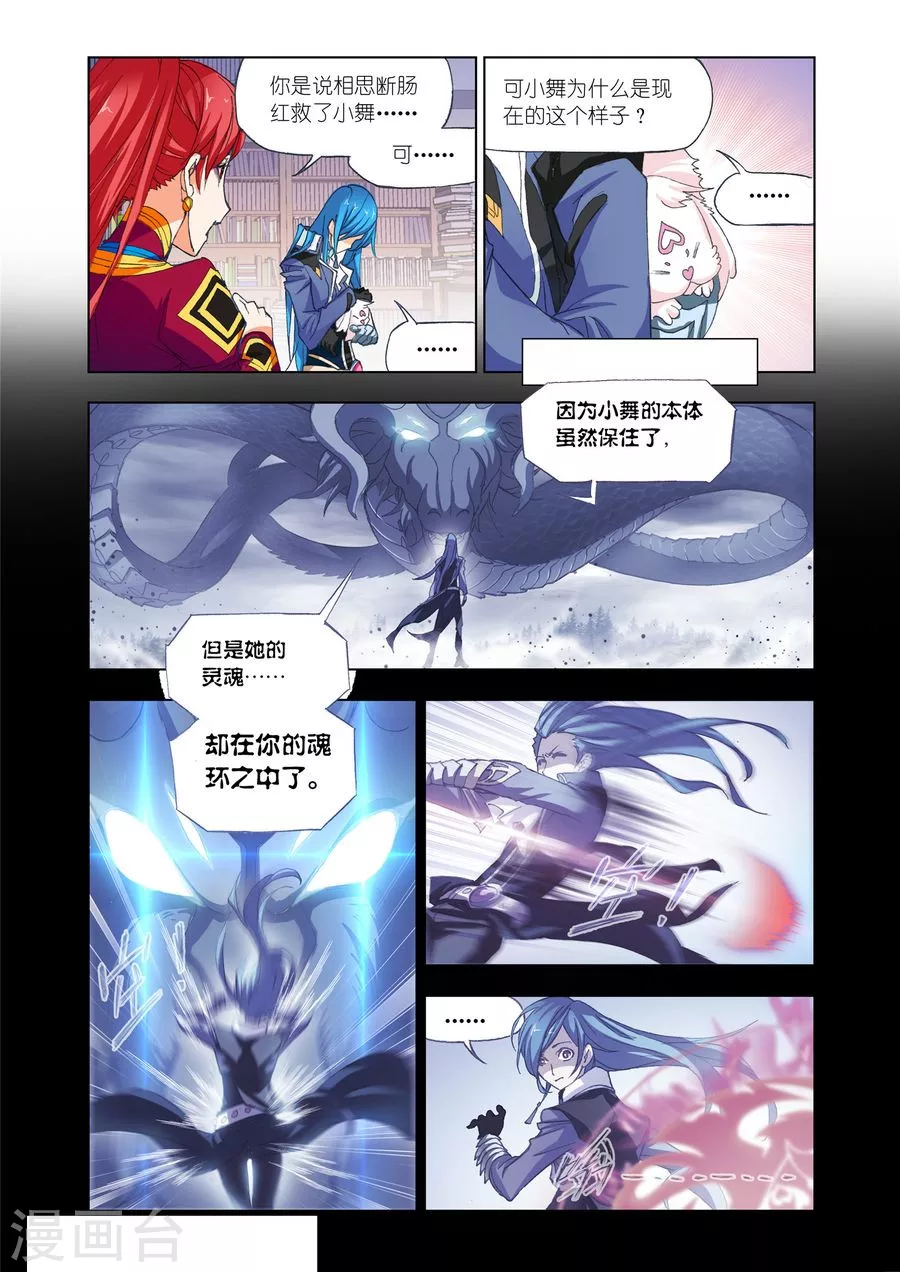 你是说相思断肠
红救了小舞……
可……
……
可小舞为什么是现
在的这个样子？
……
因为小舞的本体
虽然保住了，
但是她的
灵魂……
却在你的魂
环之中了。
空!!
空!!
……
嗡
漫画台